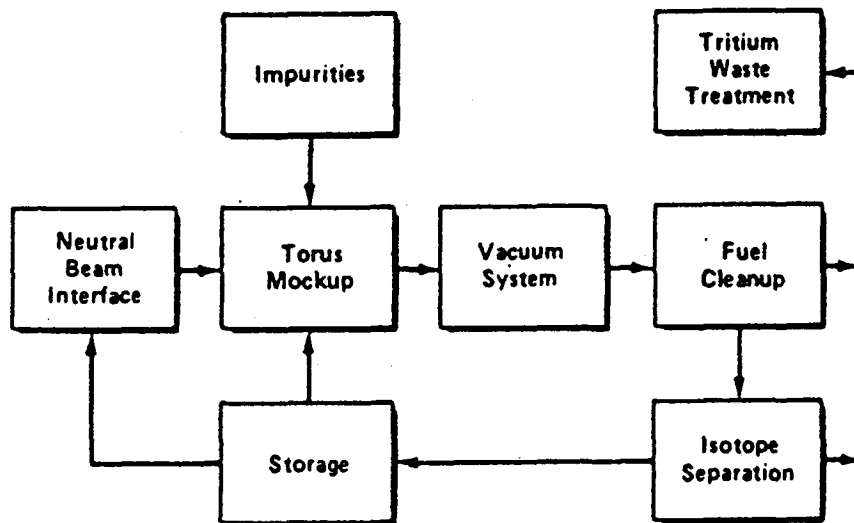 Impurities
Tritium
Waste
Treatment
Neutral
Beam
Interface
Torus
Mockup
Vacuum
System
Fuel
Cleanup
Storage
Isotope
Separation